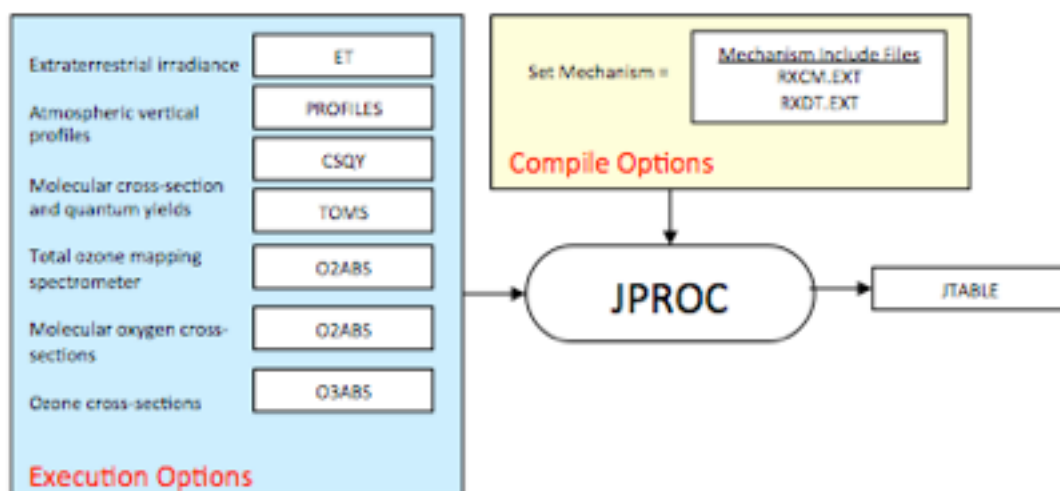 Extraterrestrial irradiance
ET
Atmospheric vertical
profiles
PROFILES
CSQY
Molecular cross-section
and quantum yields
TOMS
Total ozone mapping
spectrometer
O2ABS
Molecular oxygen cross-
sections
O2ABS
Ozone cross-sections
O3ABS
Execution Options
Set Mechanism =
Mechanism Include Files
RXCM.EXT
RXDT.EXT
Compile Options
JPROC
JTABLE